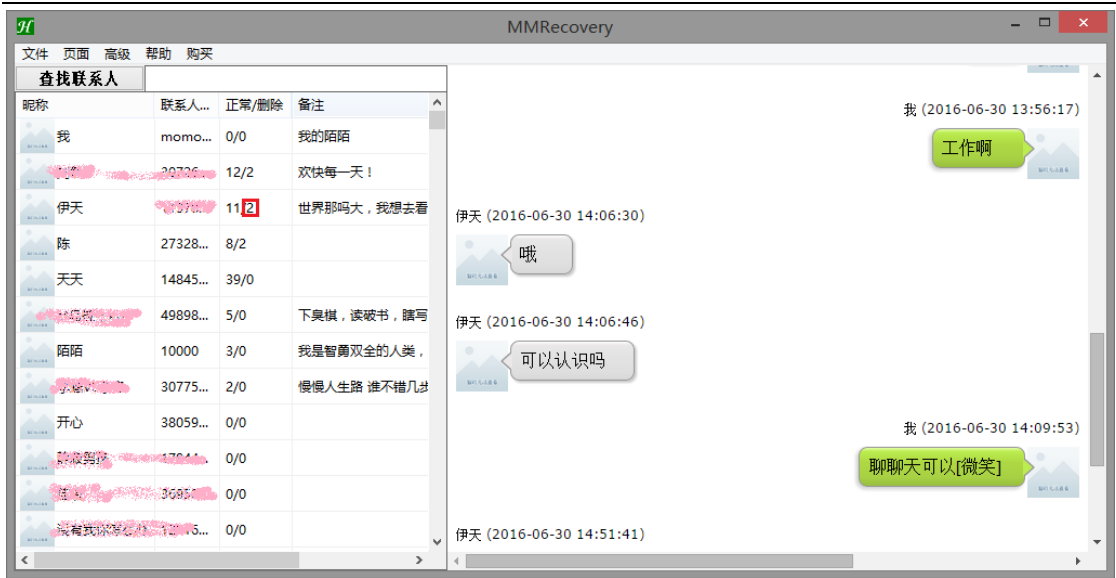 MMRecovery
文件 页面 高级 帮助 购买
查找联系人
昵称 联系人... 正常/删除 备注
我 momo... 0/0 我的陌陌
12/2 欢快每一天！
伊天 11/2 世界那吗大，我想去看
陈 27328... 8/2
天天 14845... 39/0
49898... 5/0 下臭棋，读破书，瞎写
陌陌 10000 3/0 我是智勇双全的人类，
30775... 2/0 慢慢人生路 谁不错几步
开心 38059... 0/0
0/0
0/0
0/0
我 (2016-06-30 13:56:17)
工作啊
伊天 (2016-06-30 14:06:30)
哦
伊天 (2016-06-30 14:06:46)
可以认识吗
我 (2016-06-30 14:09:53)
聊聊天可以[微笑]
伊天 (2016-06-30 14:51:41)